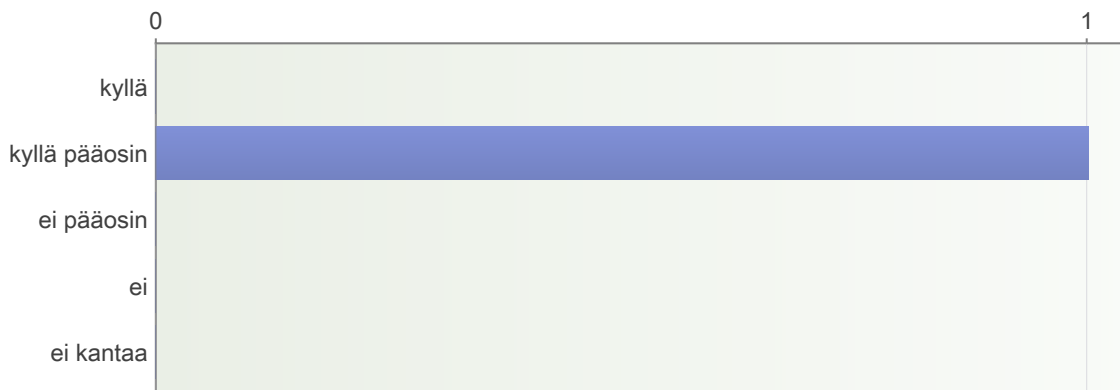 0 1
kyllä
kyllä pääosin
ei pääosin
ei
ei kantaa